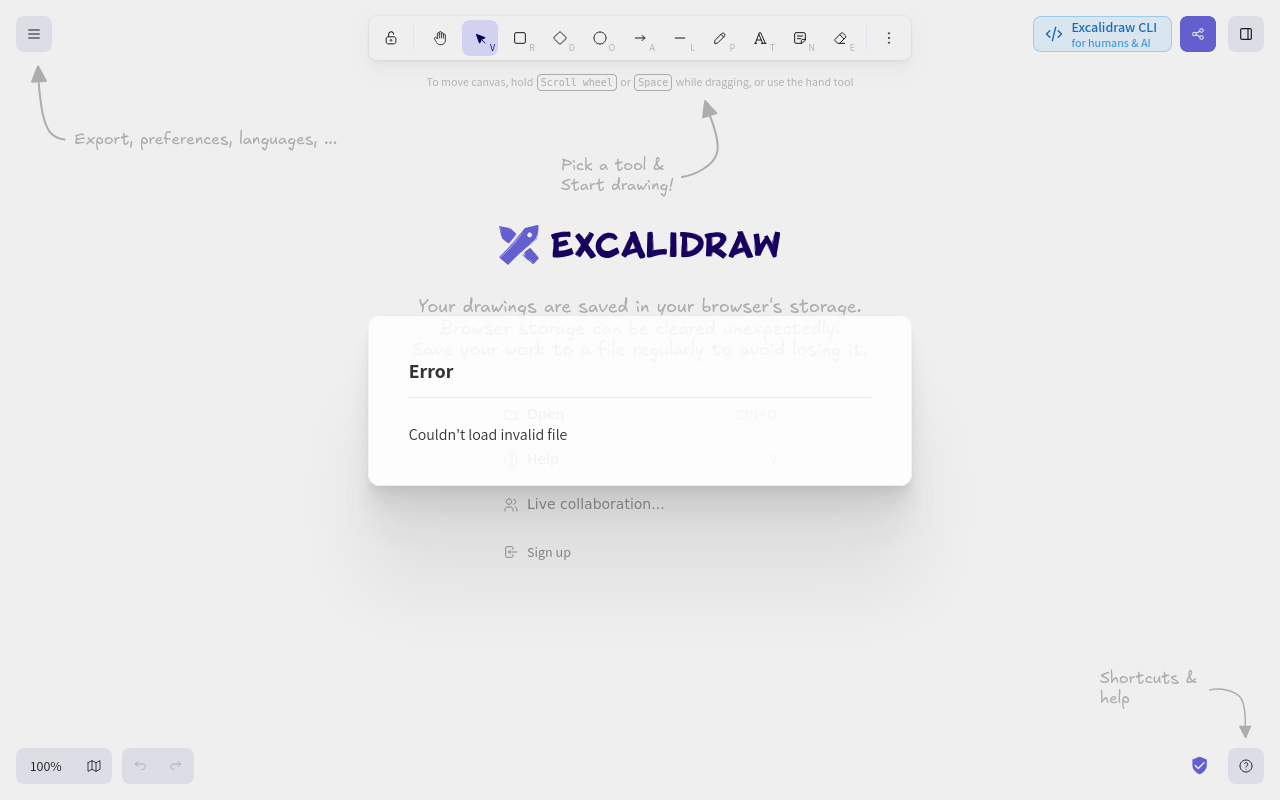 Excalidraw CLI
for humans & AI
V
R
D
O
A
L
P
T
N
E
To move canvas, hold Scroll wheel or Space while dragging, or use the hand tool
Export, preferences, languages, ...
Pick a tool &
Start drawing!
EXCALIDRAW
Your drawings are saved in your browser's storage.
Browser storage can be cleared unexpectedly.
Save your work to a file regularly to avoid losing it.
Error
Open Ctrl+O
Couldn't load invalid file
Help ?
Live collaboration...
Sign up
Shortcuts &
help
100%